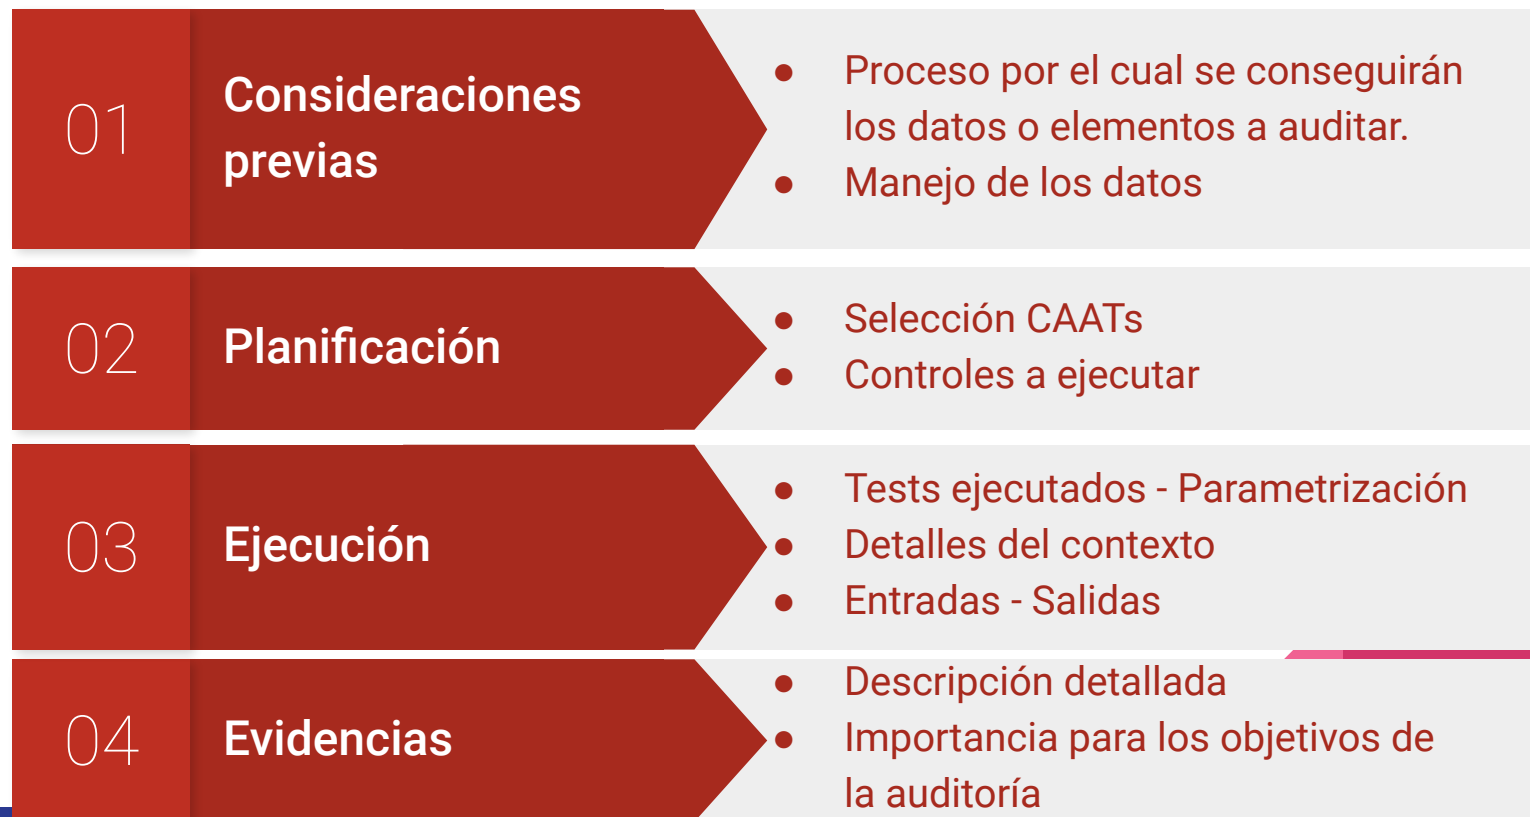 01
Consideraciones
previas
● Proceso por el cual se conseguirán
los datos o elementos a auditar.
● Manejo de los datos
02
Planificación
● Selección CAATs
● Controles a ejecutar
03
Ejecución
● Tests ejecutados - Parametrización
● Detalles del contexto
● Entradas - Salidas
04
Evidencias
● Descripción detallada
● Importancia para los objetivos de
la auditoría